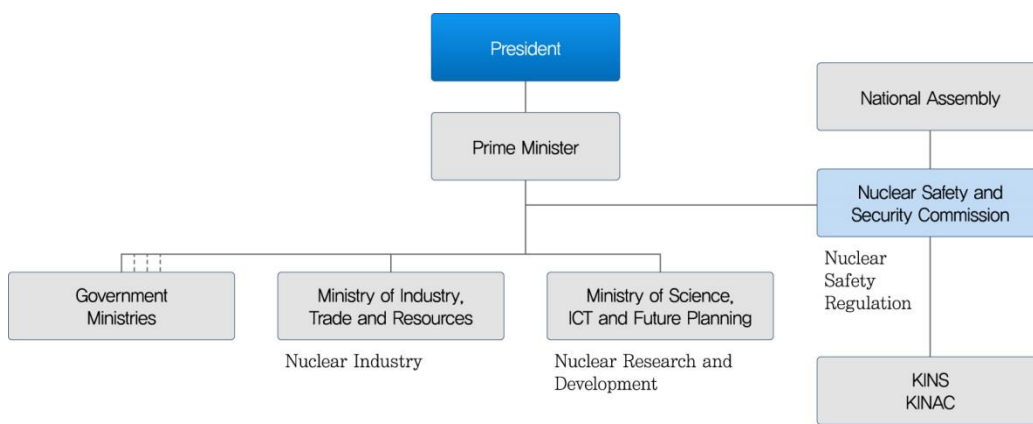 President
National Assembly
Prime Minister
Nuclear Safety and
Security Commission
Nuclear
Safety
Regulation
Government
Ministries
Ministry of Industry,
Trade and Resources
Nuclear Industry
Ministry of Science,
ICT and Future Planning
Nuclear Research and
Development
KINS
KINAC